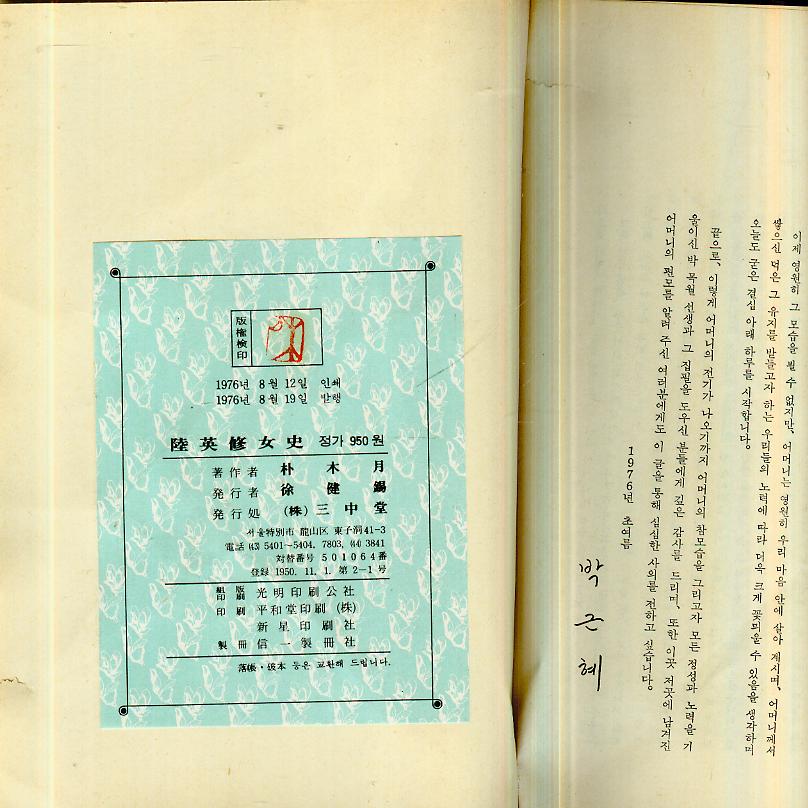 版權検印
1976년 8월 12일 인쇄
1976년 8월 19일 발행
陸英修女史 정가 950원
著作者 朴木月
発行者 徐健錫
発行処 (株)三中堂
서울特別市 龍山区 東子洞 41-3
電話 (43) 5401~5404, 7803, (44) 3841
対替番号 501064番
登録 1950. 11. 1. 第2-1号
組版印刷 光明印刷公社
印刷 平和堂印刷(株)
新星印刷社
製冊 信一製冊社
落帳·破本 등은 교환해 드립니다.
이제 영원히 그 모습을 뵐 수 없지만, 어머니는 영원히 우리 마음 안에 살아 계시며, 어머니께서
쌓으신 덕은 그 유지를 받들고자 하는 우리들의 노력에 따라 더욱 크게 꽃피울 수 있음을 생각하며
오늘도 굳은 결심 아래 하루를 시작합니다.
끝으로, 이렇게 어머니의 전기가 나오기까지 어머니의 참모습을 그리고자 모든 정성과 노력을 기
울이신 박목월 선생과 그 집필을 도우신 분들에게 깊은 감사를 드리며, 또한 이곳 저곳에 남겨진
어머니의 편모를 알려 주신 여러분에게도 이 글을 통해 심심한 사의를 전하고 싶습니다.
1976년 초여름
박근혜